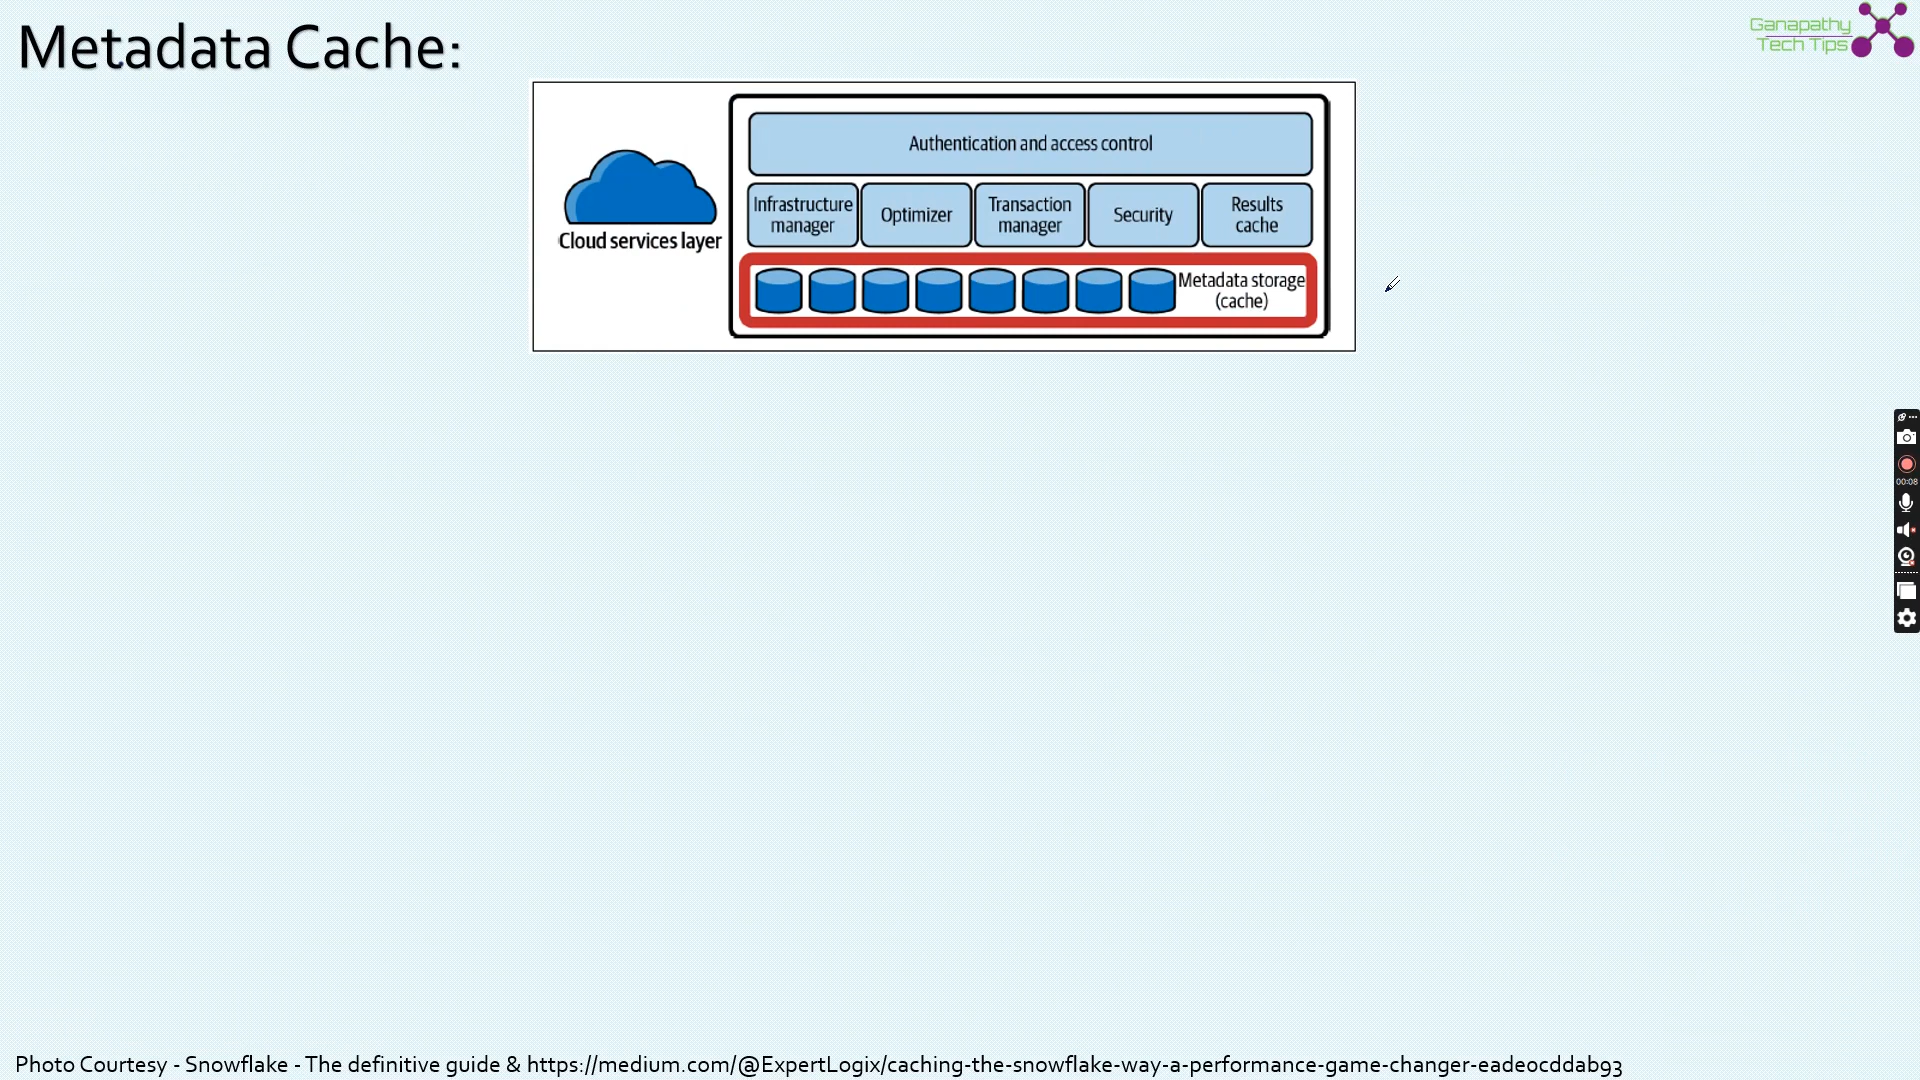 Metadata Cache:
Ganapathy
Tech Tips
Authentication and access control
Infrastructure
manager
Optimizer
Transaction
manager
Security
Results
cache
Cloud services layer
Metadata storage
(cache)
00:08
Photo Courtesy - Snowflake - The definitive guide & https://medium.com/@ExpertLogix/caching-the-snowflake-way-a-performance-game-changer-eade0cddab93